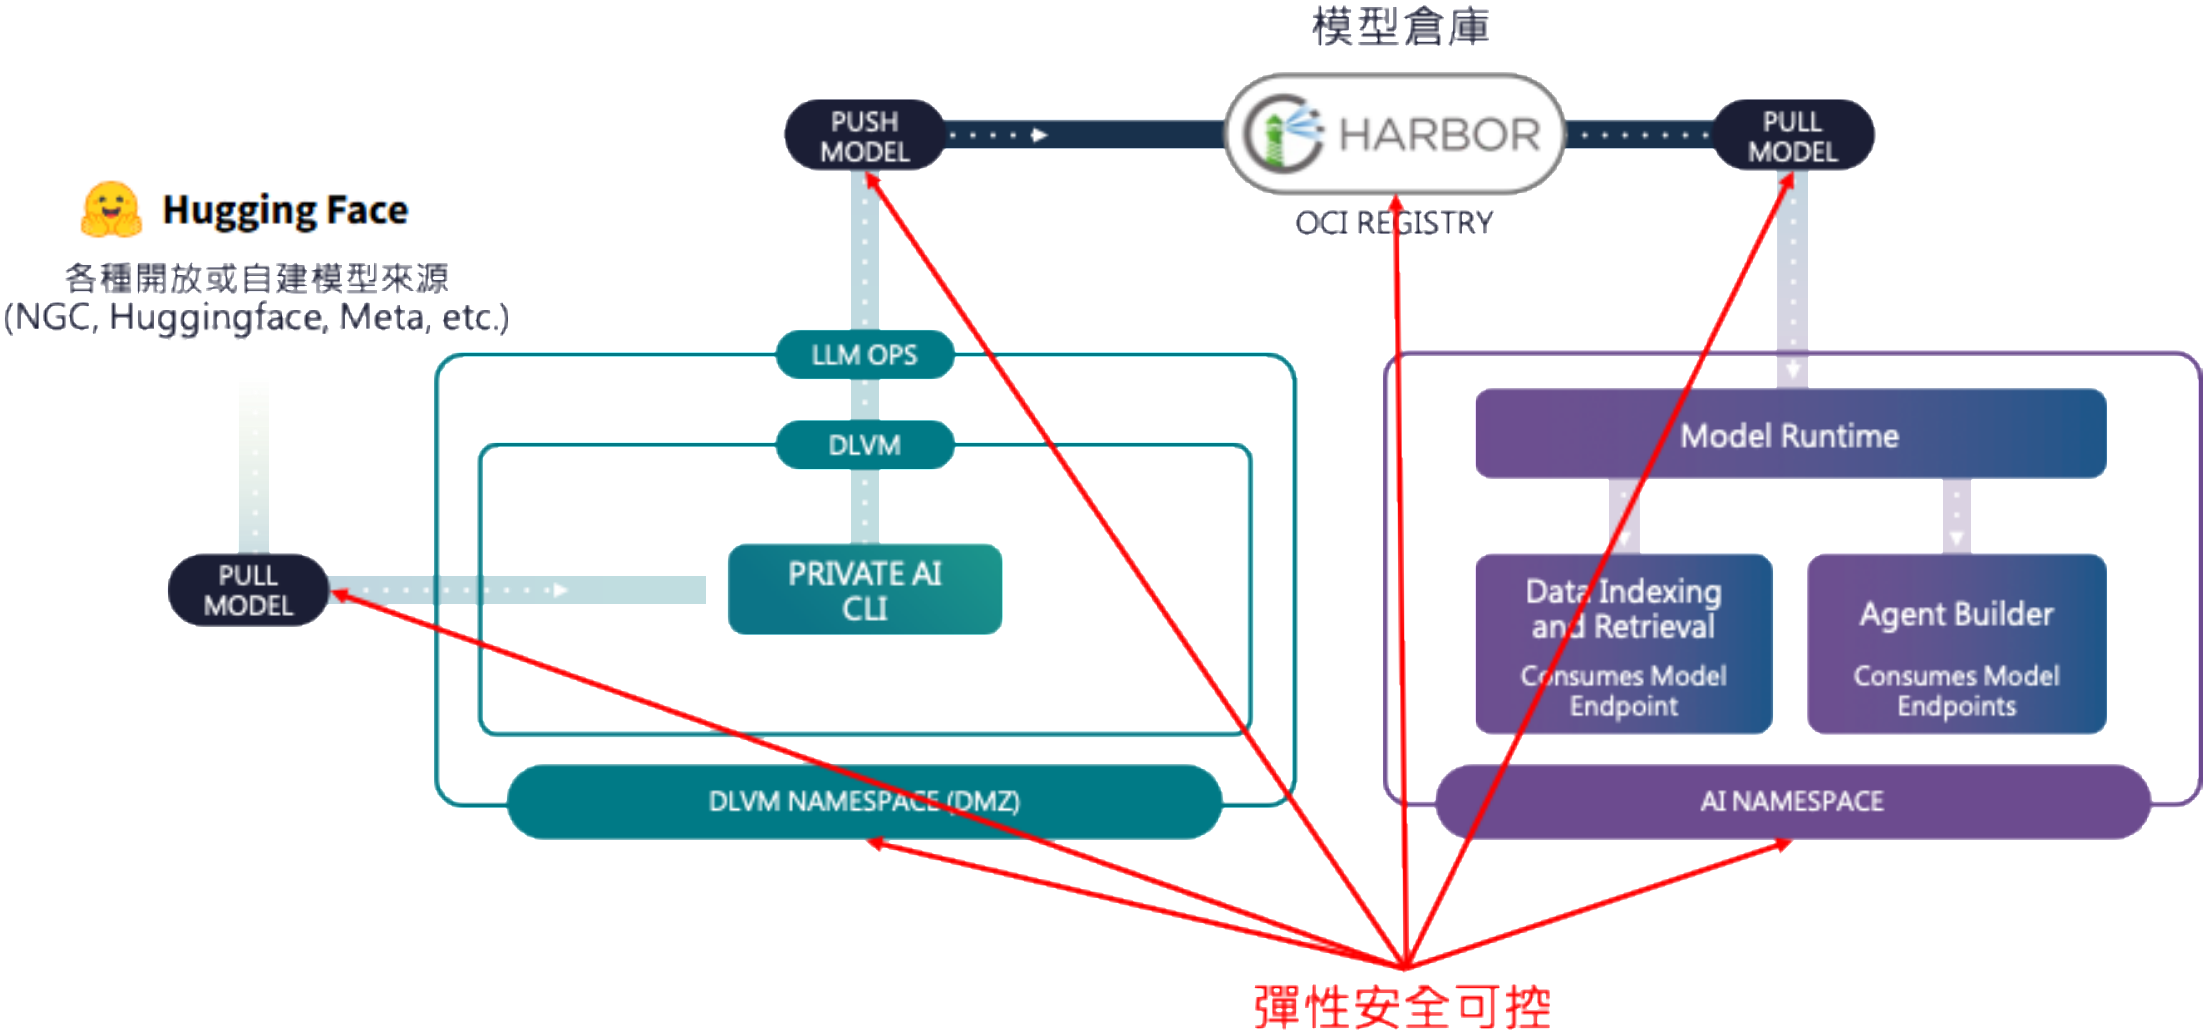 模型倉庫
PUSH
MODEL
HARBOR
PULL
MODEL
OCI REGISTRY
Hugging Face
各種開放或自建模型來源
(NGC, Huggingface, Meta, etc.)
LLM OPS
DLVM
PRIVATE AI
CLI
PULL
MODEL
DLVM NAMESPACE (DMZ)
Model Runtime
Data Indexing
and Retrieval
Consumes Model
Endpoint
Agent Builder
Consumes Model
Endpoints
AI NAMESPACE
彈性安全可控